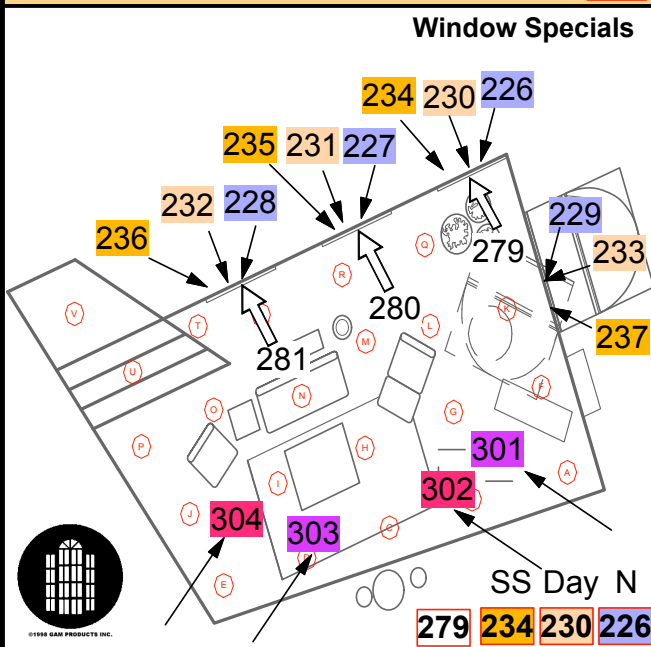 Window Specials
234 230 226
235 231 227
232 228
236
229
233
279
237
280
281
Q
R
V
T
K
L
M
U
F
N
O
G
P
H
301
A
I
302
J
304
303
E
©1998 GAM PRODUCTS INC.
SS Day N
279 234 230 226